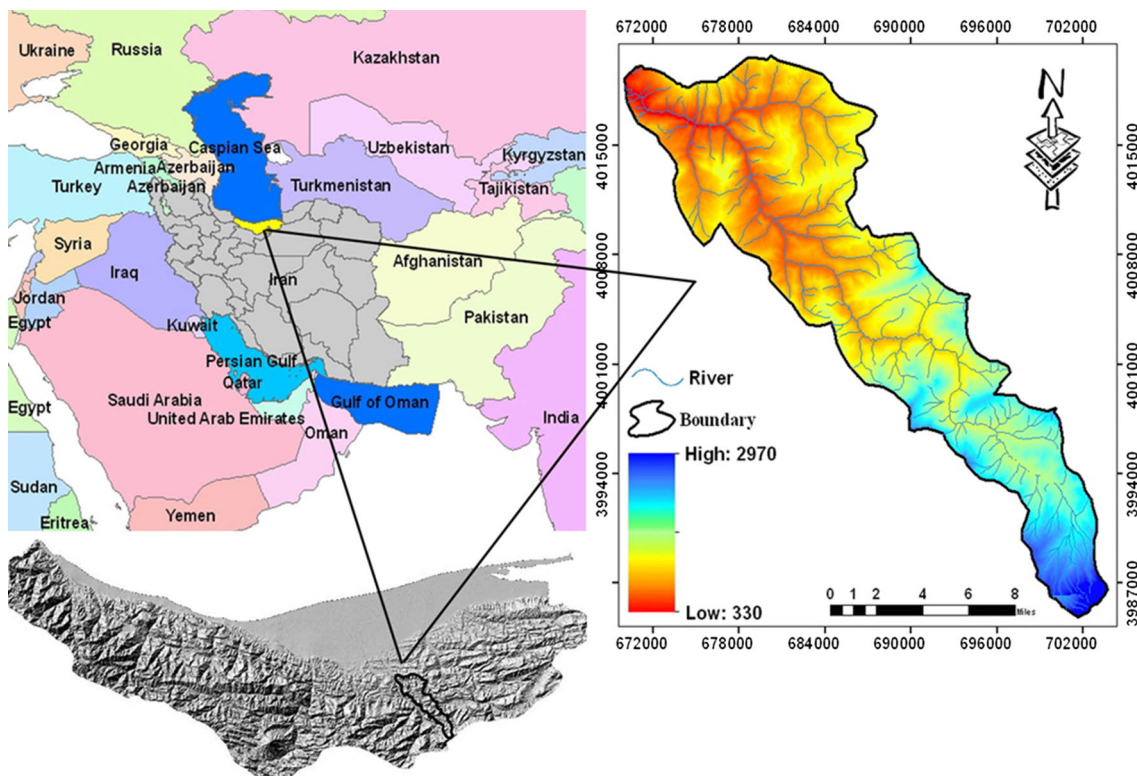 Ukraine
Russia
Kazakhstan
Georgia
Caspian Sea
Uzbekistan
Kyrgyzstan
Armenia
Azerbaijan
Azerbaijan
Turkey
Turkmenistan
Tajikistan
Syria
Iraq
Iran
Afghanistan
Jordan
Egypt
Kuwait
Pakistan
Persian Gulf
Qatar
Saudi Arabia
Gulf of Oman
Egypt
United Arab Emirates
India
Oman
Sudan
Yemen
Eritrea
672000 678000 684000 690000 696000 702000
N
4015000 4015000
4008000 4008000
4001000 4001000
3994000 3994000
3987000 3987000
River
Boundary
High: 2970
Low: 330
0 1 2 4 6 8
Miles
672000 678000 684000 690000 696000 702000